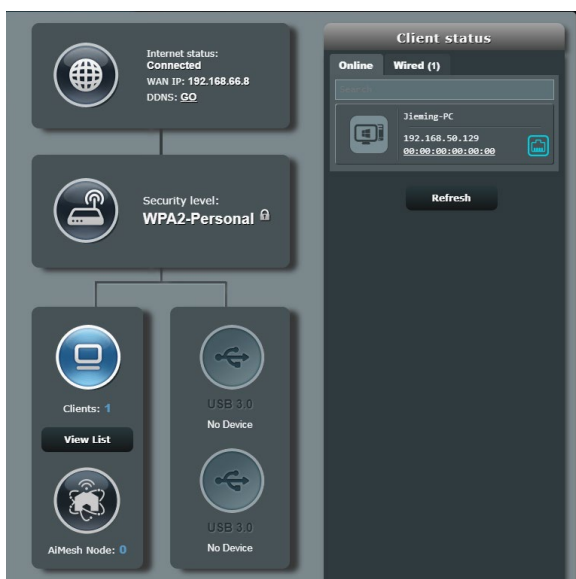 Internet status:
Connected
WAN IP: 192.168.66.8
DDNS: GO
Security level:
WPA2-Personal
Clients: 1
View List
AiMesh Node: 0
USB 3.0
No Device
USB 3.0
No Device
Client status
Online Wired (1)
Search
Jieming-PC
192.168.50.129
00:00:00:00:00:00
Refresh